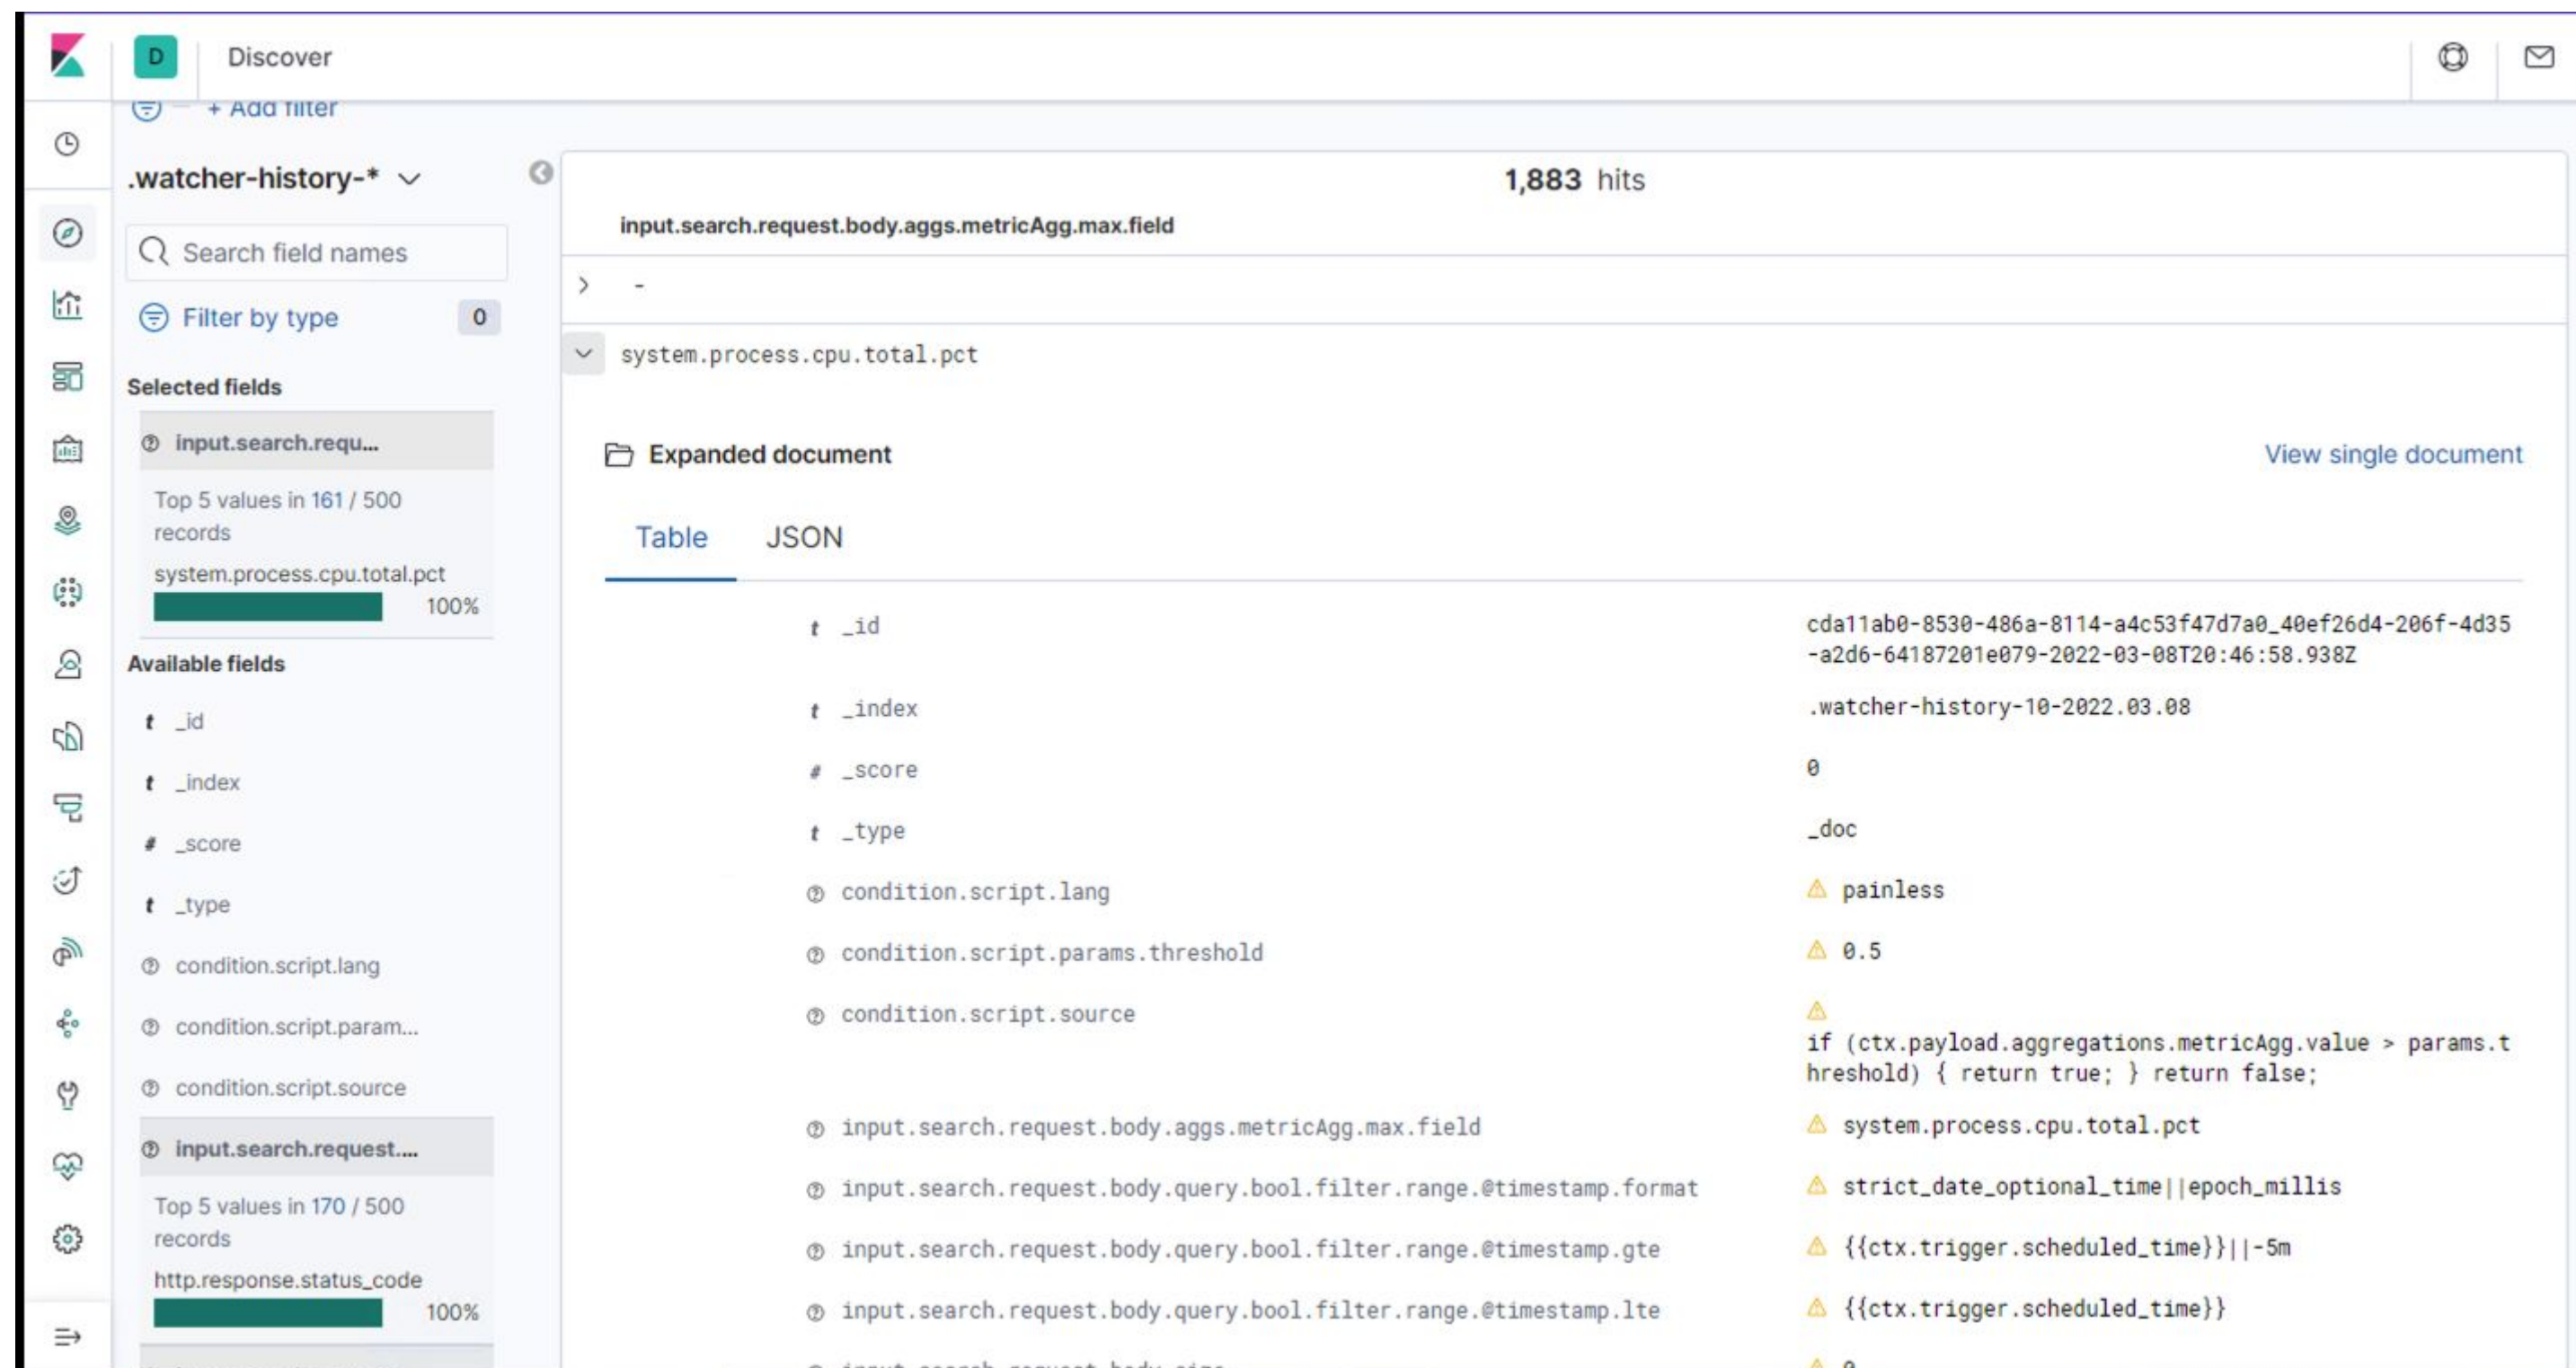 D Discover
+ Add filter
.watcher-history-*
Search field names
Filter by type 0
Selected fields
input.search.requ...
Top 5 values in 161 / 500
records
system.process.cpu.total.pct
100%
Available fields
t _id
t _index
# _score
t _type
condition.script.lang
condition.script.param...
condition.script.source
input.search.request....
Top 5 values in 170 / 500
records
http.response.status_code
100%
1,883 hits
input.search.request.body.aggs.metricAgg.max.field
-
system.process.cpu.total.pct
Expanded document View single document
Table JSON
t _id cda11ab0-8530-486a-8114-a4c53f47d7a0_40ef26d4-206f-4d35
-a2d6-64187201e079-2022-03-08T20:46:58.938Z
t _index .watcher-history-10-2022.03.08
# _score 0
t _type _doc
condition.script.lang painless
condition.script.params.threshold 0.5
condition.script.source
if (ctx.payload.aggregations.metricAgg.value > params.t
hreshold) { return true; } return false;
input.search.request.body.aggs.metricAgg.max.field system.process.cpu.total.pct
input.search.request.body.query.bool.filter.range.@timestamp.format strict_date_optional_time||epoch_millis
input.search.request.body.query.bool.filter.range.@timestamp.gte {{ctx.trigger.scheduled_time}}||-5m
input.search.request.body.query.bool.filter.range.@timestamp.lte {{ctx.trigger.scheduled_time}}
input.search.request.body.size 0